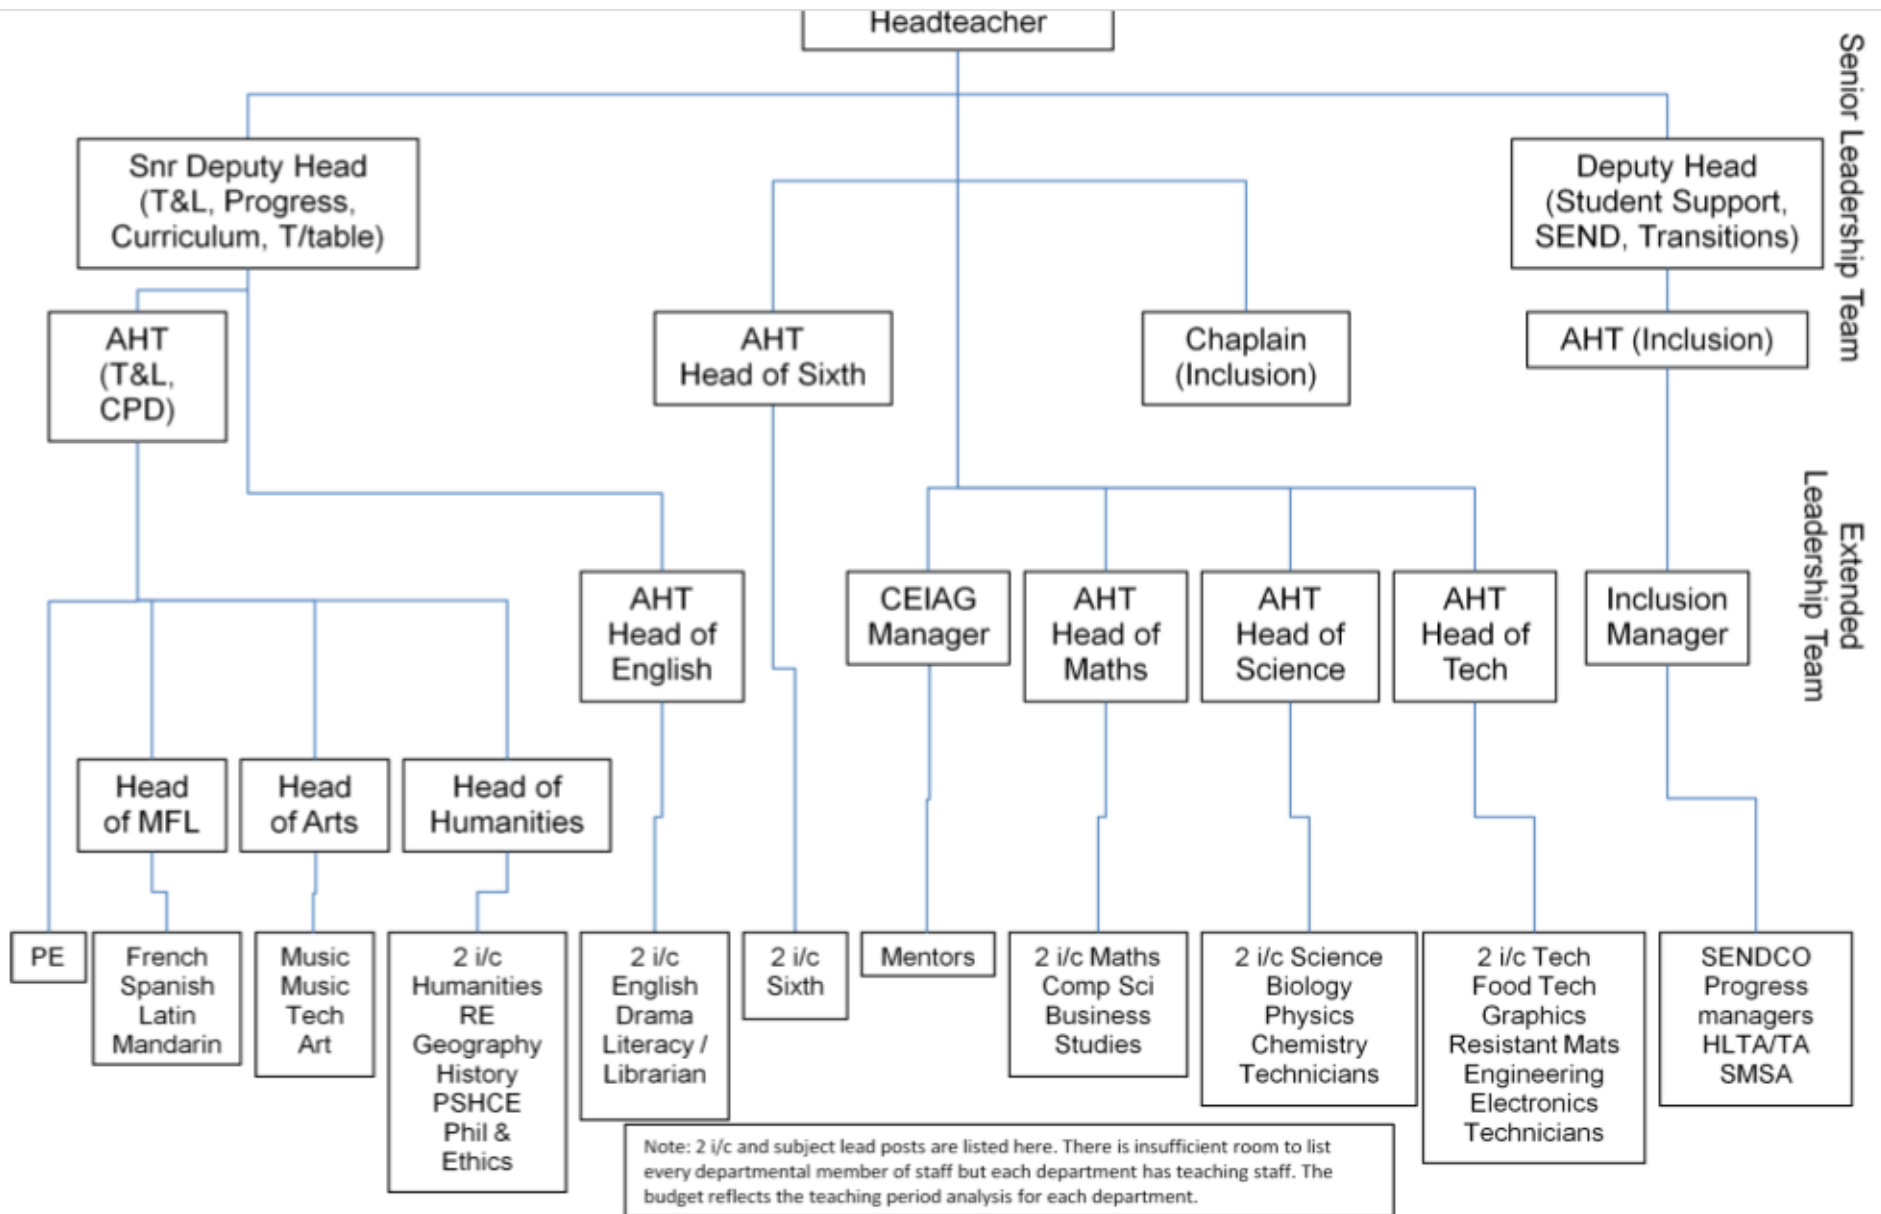 Headteacher
Senior Leadership Team
Snr Deputy Head
(T&L, Progress,
Curriculum, T/table)
Deputy Head
(Student Support,
SEND, Transitions)
AHT
(T&L,
CPD)
AHT
Head of Sixth
Chaplain
(Inclusion)
AHT (Inclusion)
Extended
Leadership Team
AHT
Head of
English
CEIAG
Manager
AHT
Head of
Maths
AHT
Head of
Science
AHT
Head of
Tech
Inclusion
Manager
Head
of MFL
Head
of Arts
Head of
Humanities
PE
French
Spanish
Latin
Mandarin
Music
Music
Tech
Art
2 i/c
Humanities
RE
Geography
History
PSHCE
Phil &
Ethics
2 i/c
English
Drama
Literacy /
Librarian
2 i/c
Sixth
Mentors
2 i/c Maths
Comp Sci
Business
Studies
2 i/c Science
Biology
Physics
Chemistry
Technicians
2 i/c Tech
Food Tech
Graphics
Resistant Mats
Engineering
Electronics
Technicians
SENDCO
Progress
managers
HLTA/TA
SMSA
Note: 2 i/c and subject lead posts are listed here. There is insufficient room to list
every departmental member of staff but each department has teaching staff. The
budget reflects the teaching period analysis for each department.